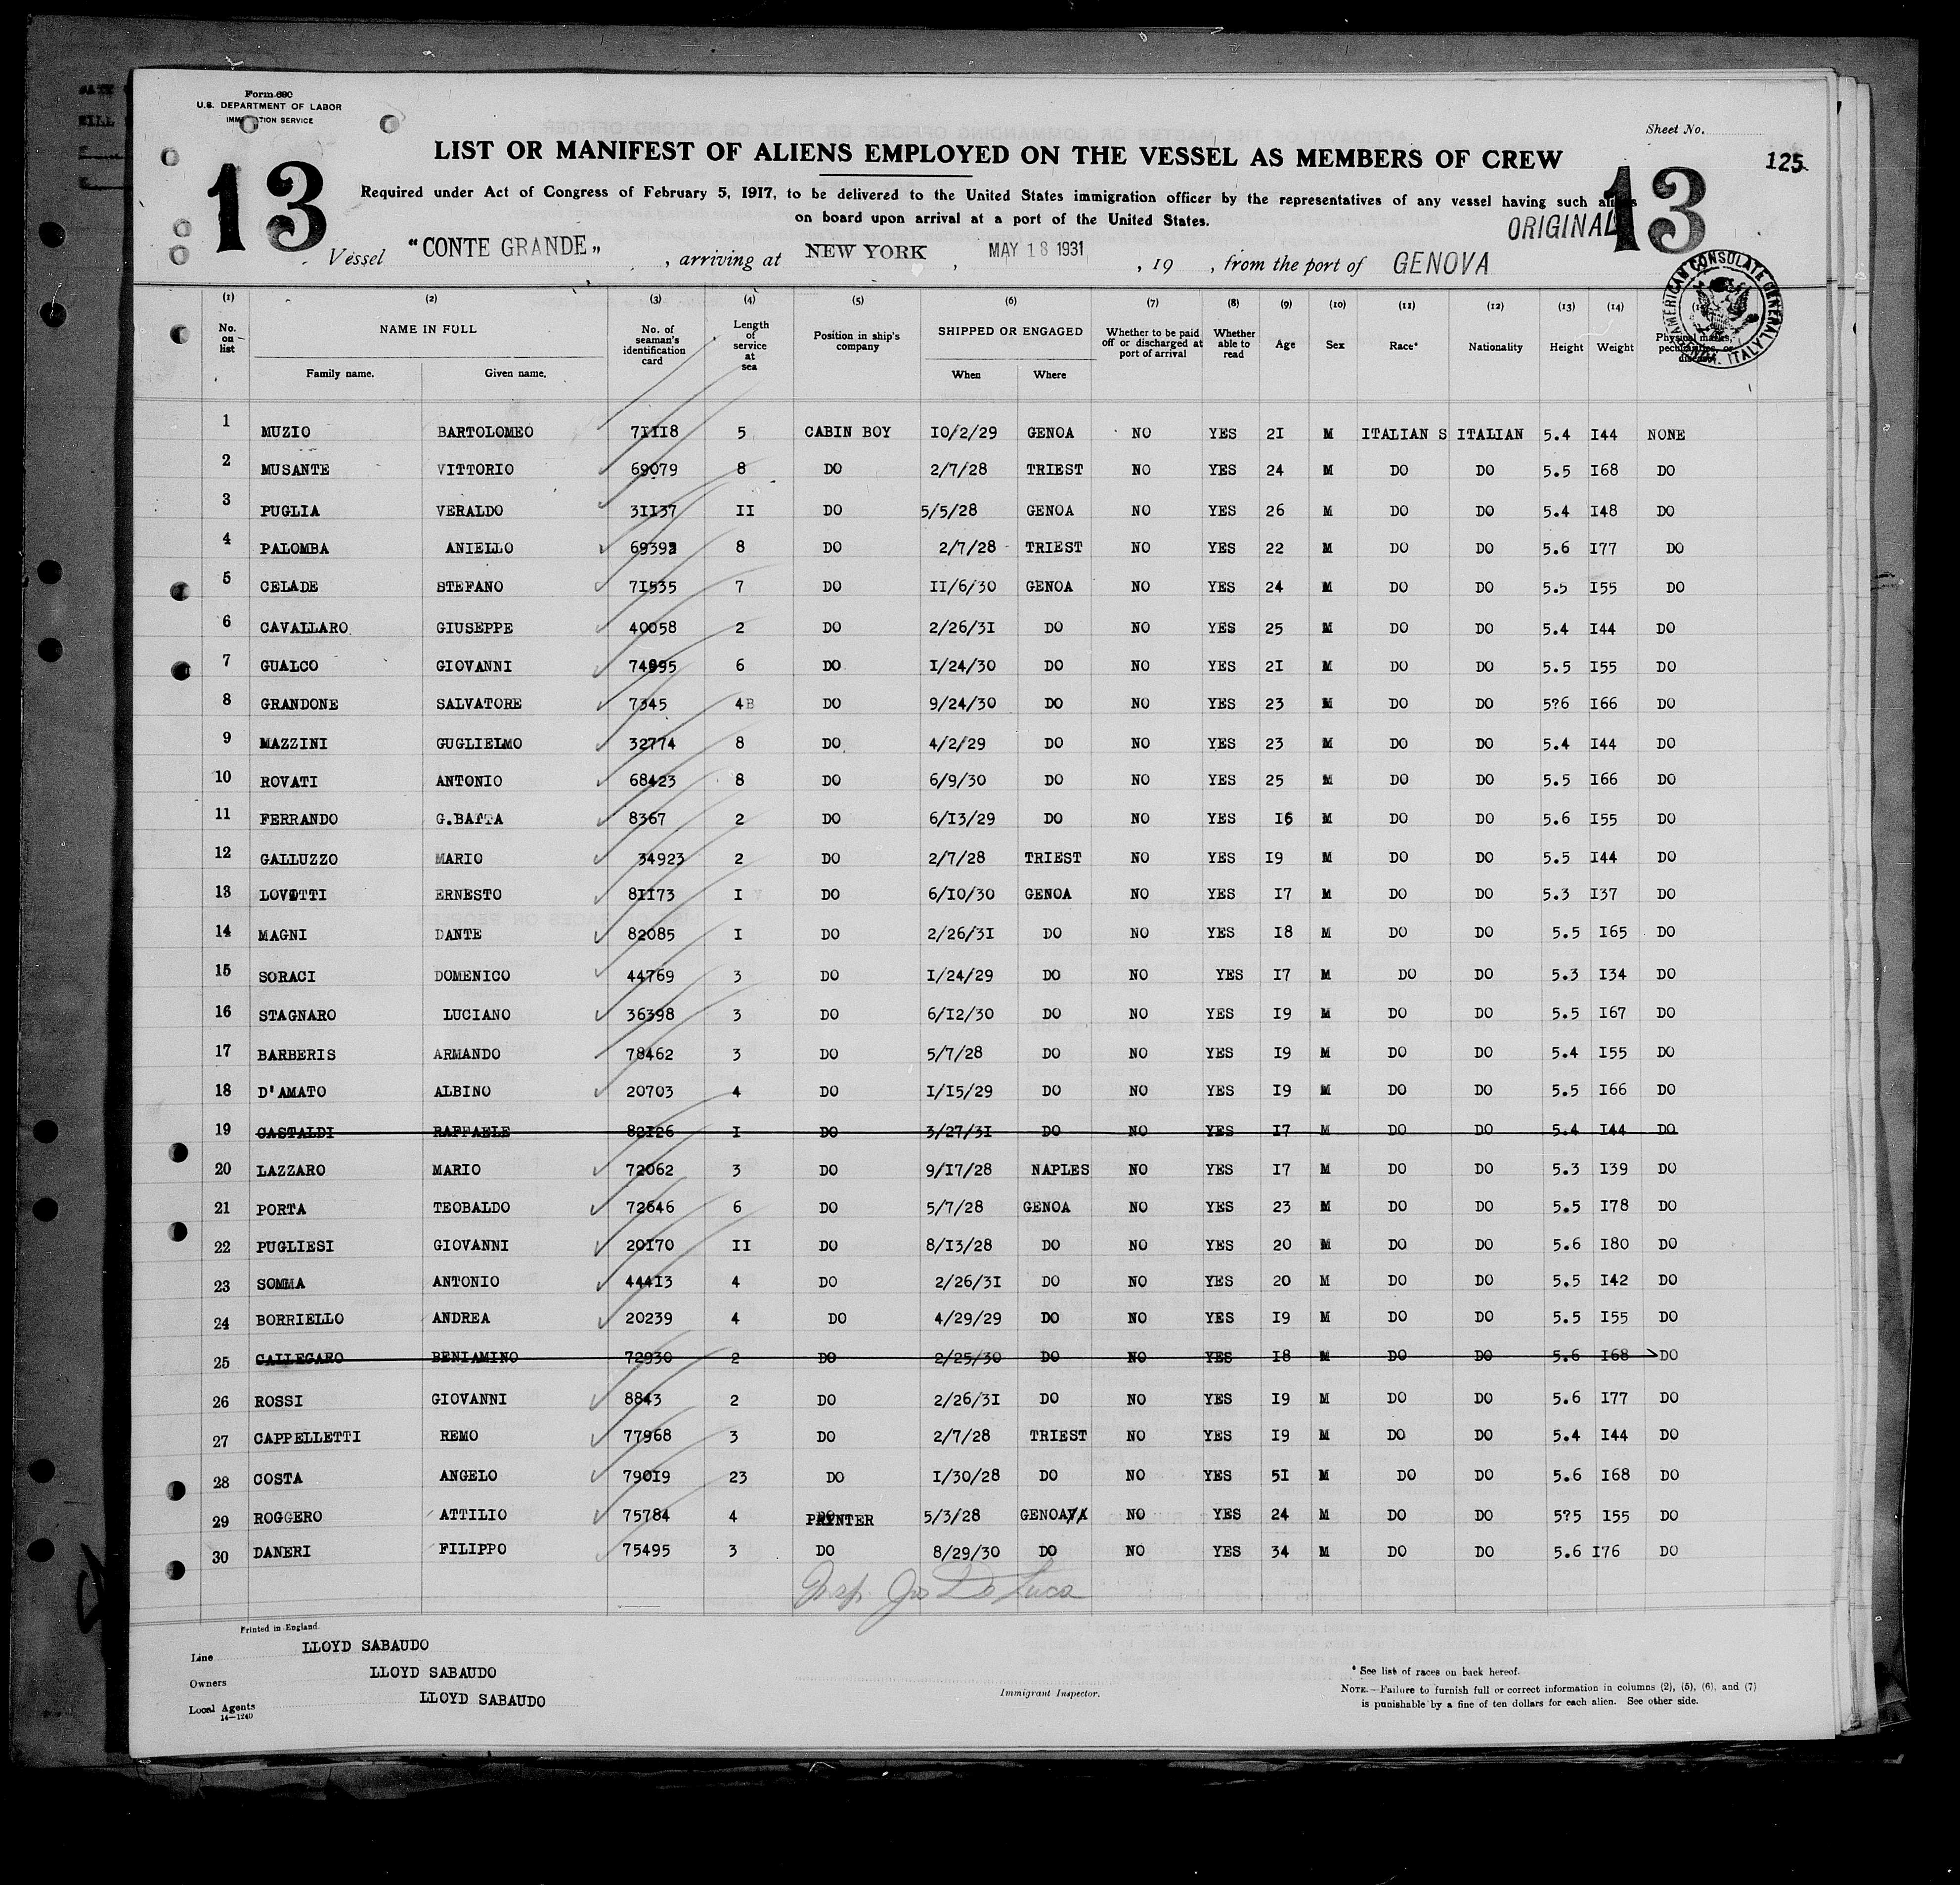 Form 680
U.S. DEPARTMENT OF LABOR
IMMIGRATION SERVICE
Sheet No.
LIST OR MANIFEST OF ALIENS EMPLOYED ON THE VESSEL AS MEMBERS OF CREW
125
13
13
Required under Act of Congress of February 5, 1917, to be delivered to the United States immigration officer by the representatives of any vessel having such aliens
on board upon arrival at a port of the United States.
ORIGINAL
Vessel "CONTE GRANDE" , arriving at NEW YORK , MAY 18 1931 , 19 , from the port of GENOVA
AMERICAN CONSULATE GENERAL GENOA, ITALY
(1) (2) (3) (4) (5) (6) (7) (8) (9) (10) (11) (12) (13) (14)
No. on list NAME IN FULL Family name. Given name. No. of seaman's identification card Length of service at sea Position in ship's company SHIPPED OR ENGAGED When Where Whether to be paid off or discharged at port of arrival Whether able to read Age Sex Race* Nationality Height Weight Physical marks, peculiarities, or disease
1 MUZIO BARTOLOMEO 71118 5 CABIN BOY 10/2/29 GENOA NO YES 21 M ITALIAN S ITALIAN 5.4 144 NONE
2 MUSANTE VITTORIO 69079 8 DO 2/7/28 TRIEST NO YES 24 M DO DO 5.5 168 DO
3 PUGLIA VERALDO 31137 11 DO 5/5/28 GENOA NO YES 26 M DO DO 5.4 148 DO
4 PALOMBA ANIELLO 69392 8 DO 2/7/28 TRIEST NO YES 22 M DO DO 5.6 177 DO
5 CELADE STEFANO 71535 7 DO 11/6/30 GENOA NO YES 24 M DO DO 5.5 155 DO
6 CAVALLARO GIUSEPPE 40058 2 DO 2/26/31 DO NO YES 25 M DO DO 5.4 144 DO
7 GUALCO GIOVANNI 74995 6 DO 1/24/30 DO NO YES 21 M DO DO 5.5 155 DO
8 GRANDONE SALVATORE 7345 4 DO 9/24/30 DO NO YES 23 M DO DO 5?6 166 DO
9 MAZZINI GUGLIELMO 32774 8 DO 4/2/29 DO NO YES 23 M DO DO 5.4 144 DO
10 ROVATI ANTONIO 68423 8 DO 6/9/30 DO NO YES 25 M DO DO 5.5 166 DO
11 FERRANDO G.BATTA 8367 2 DO 6/13/29 DO NO YES 16 M DO DO 5.6 155 DO
12 GALLUZZO MARIO 34923 2 DO 2/7/28 TRIEST NO YES 19 M DO DO 5.5 144 DO
13 LOVOTTI ERNESTO 81173 1 DO 6/10/30 GENOA NO YES 17 M DO DO 5.3 137 DO
14 MAGNI DANTE 82085 1 DO 2/26/31 DO NO YES 18 M DO DO 5.5 165 DO
15 SORACI DOMENICO 44769 3 DO 1/24/29 DO NO YES 17 M DO DO 5.3 134 DO
16 STAGNARO LUCIANO 36398 3 DO 6/12/30 DO NO YES 19 M DO DO 5.5 167 DO
17 BARBERIS ARMANDO 78462 3 DO 5/7/28 DO NO YES 19 M DO DO 5.4 155 DO
18 D'AMATO ALBINO 20703 4 DO 1/15/29 DO NO YES 19 M DO DO 5.5 166 DO
19 GASTALDI RAFFAELE 82126 1 DO 3/27/31 DO NO YES 17 M DO DO 5.4 144 DO
20 LAZZARO MARIO 72062 3 DO 9/17/28 NAPLES NO YES 17 M DO DO 5.3 139 DO
21 PORTA TEOBALDO 72646 6 DO 5/7/28 GENOA NO YES 23 M DO DO 5.5 178 DO
22 PUGLIESI GIOVANNI 20170 11 DO 8/13/28 DO NO YES 20 M DO DO 5.6 180 DO
23 SOMMA ANTONIO 44413 4 DO 2/26/31 DO NO YES 20 M DO DO 5.5 142 DO
24 BORRIELLO ANDREA 20239 4 DO 4/29/29 DO NO YES 19 M DO DO 5.5 155 DO
25 CALLEGARO BENIAMINO 72930 2 DO 2/25/30 DO NO YES 18 M DO DO 5.6 168 DO
26 ROSSI GIOVANNI 8843 2 DO 2/26/31 DO NO YES 19 M DO DO 5.6 177 DO
27 CAPPELLETTI REMO 77968 3 DO 2/7/28 TRIEST NO YES 19 M DO DO 5.4 144 DO
28 COSTA ANGELO 79019 23 DO 1/30/28 DO NO YES 51 M DO DO 5.6 168 DO
29 ROGGERO ATTILIO 75784 4 PAYNTER 5/3/28 GENOA NO YES 24 M DO DO 5?5 155 DO
30 DANERI FILIPPO 75495 3 DO 8/29/30 DO NO YES 34 M DO DO 5.6 176 DO
Insp. Jos De Luca
Printed in England.
Line LLOYD SABAUDO
Owners LLOYD SABAUDO
Local Agents LLOYD SABAUDO
14—1240
Immigrant Inspector.
* See list of races on back hereof.
NOTE.—Failure to furnish full or correct information in columns (2), (5), (6), and (7)
is punishable by a fine of ten dollars for each alien. See other side.